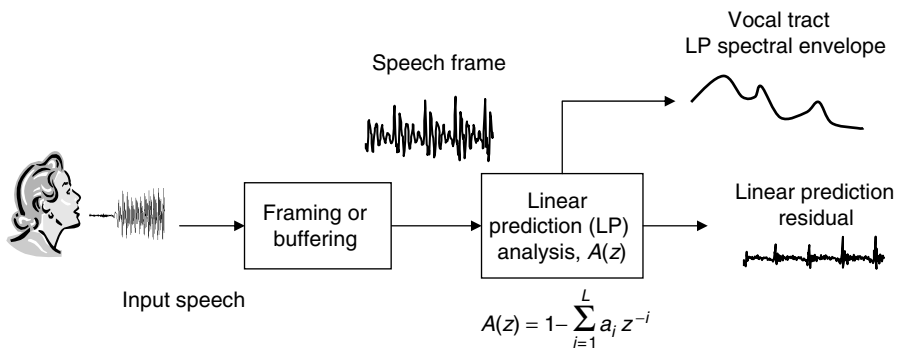 Vocal tract
LP spectral envelope
Speech frame
Framing or
buffering
Linear
prediction (LP)
analysis, A(z)
Linear prediction
residual
Input speech
A(z) = 1– ∑_{i=1}^{L} a_i z^{–i}